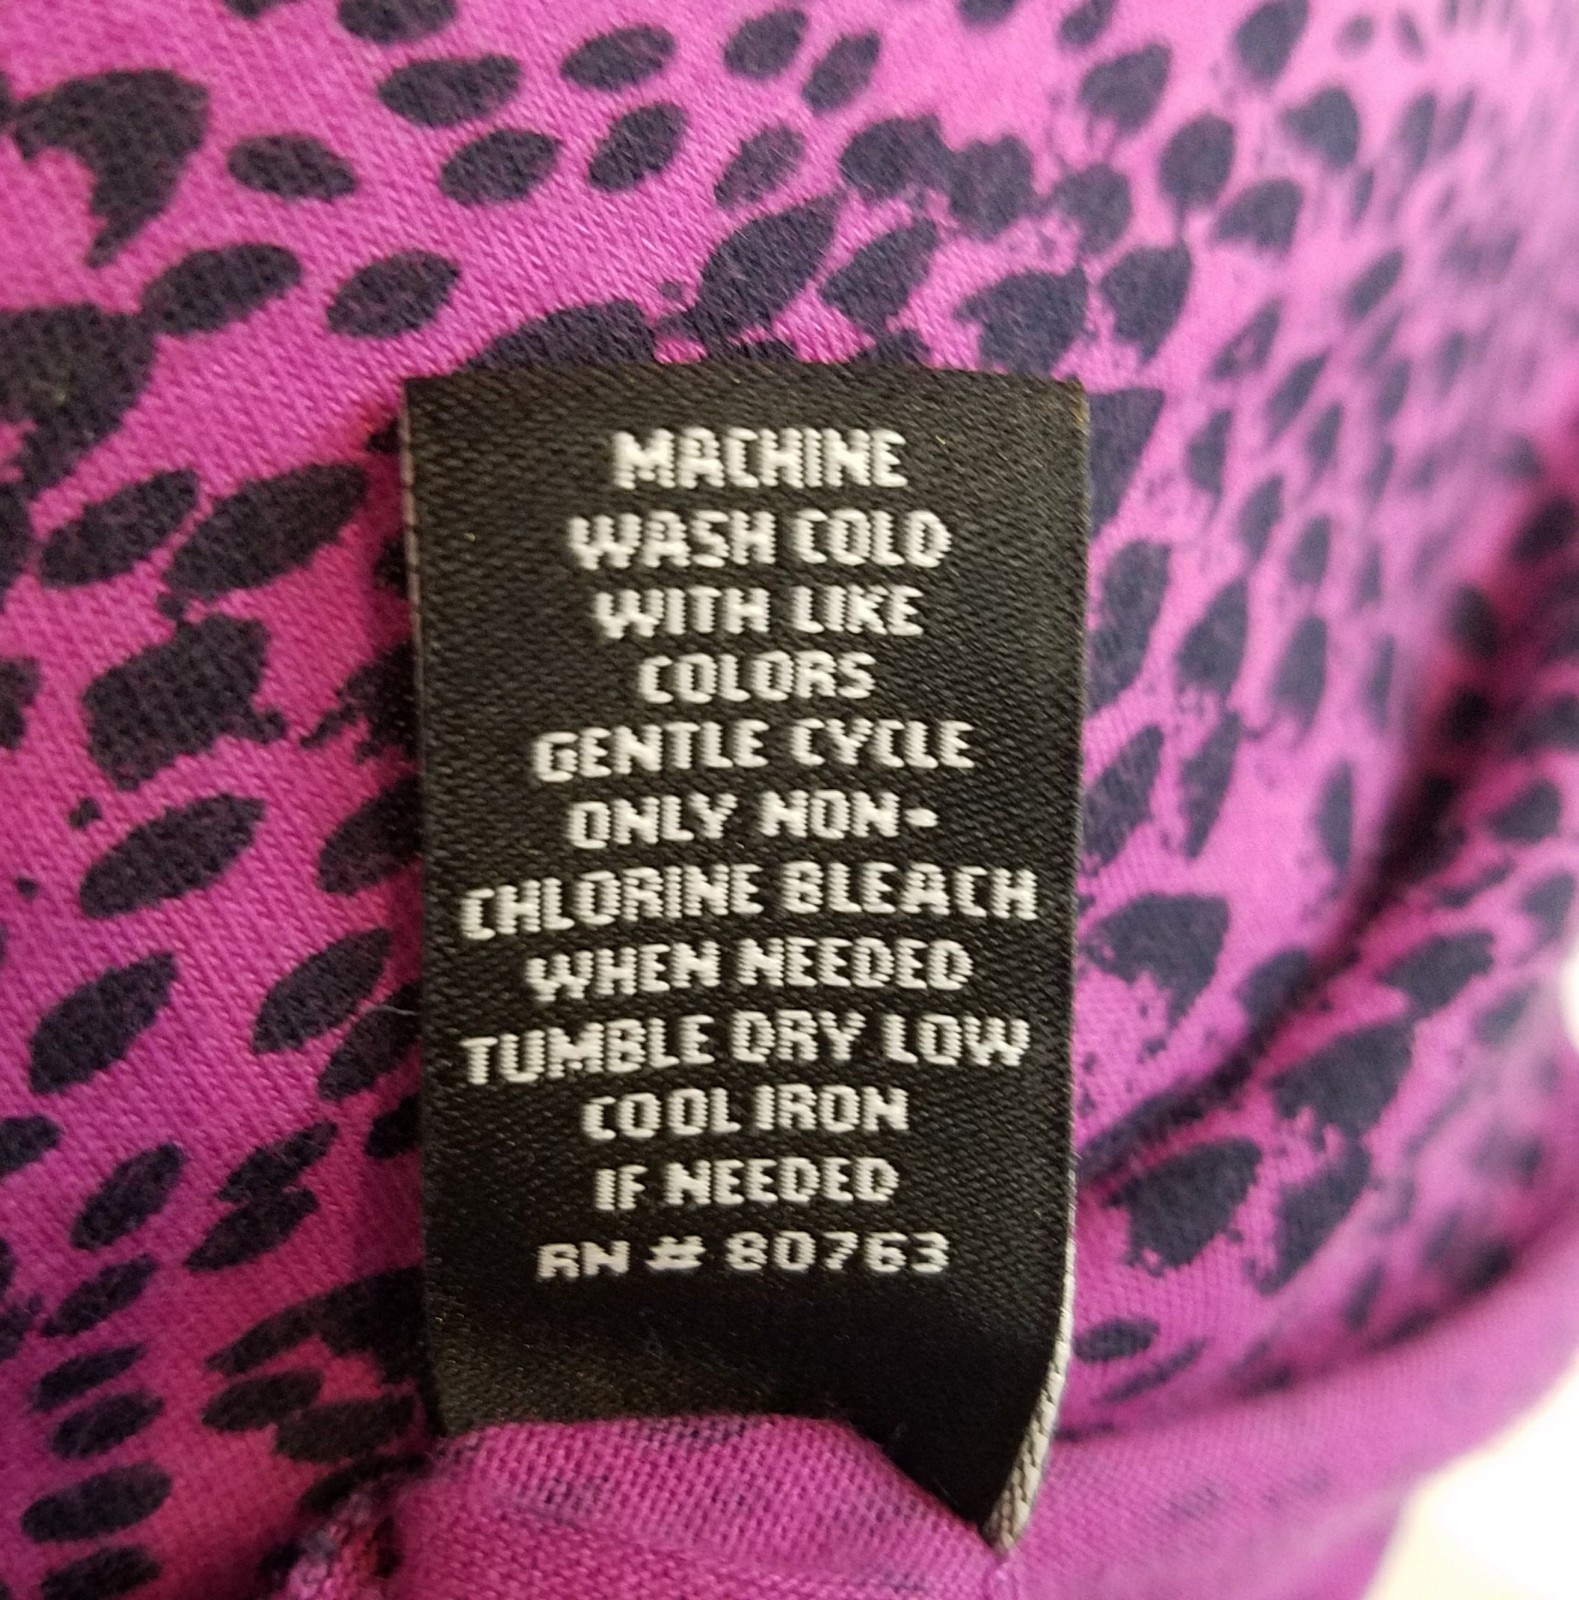 MACHINE
WASH COLD
WITH LIKE
COLORS
GENTLE CYCLE
ONLY NON-
CHLORINE BLEACH
WHEN NEEDED
TUMBLE DRY LOW
COOL IRON
IF NEEDED
RN # 80763